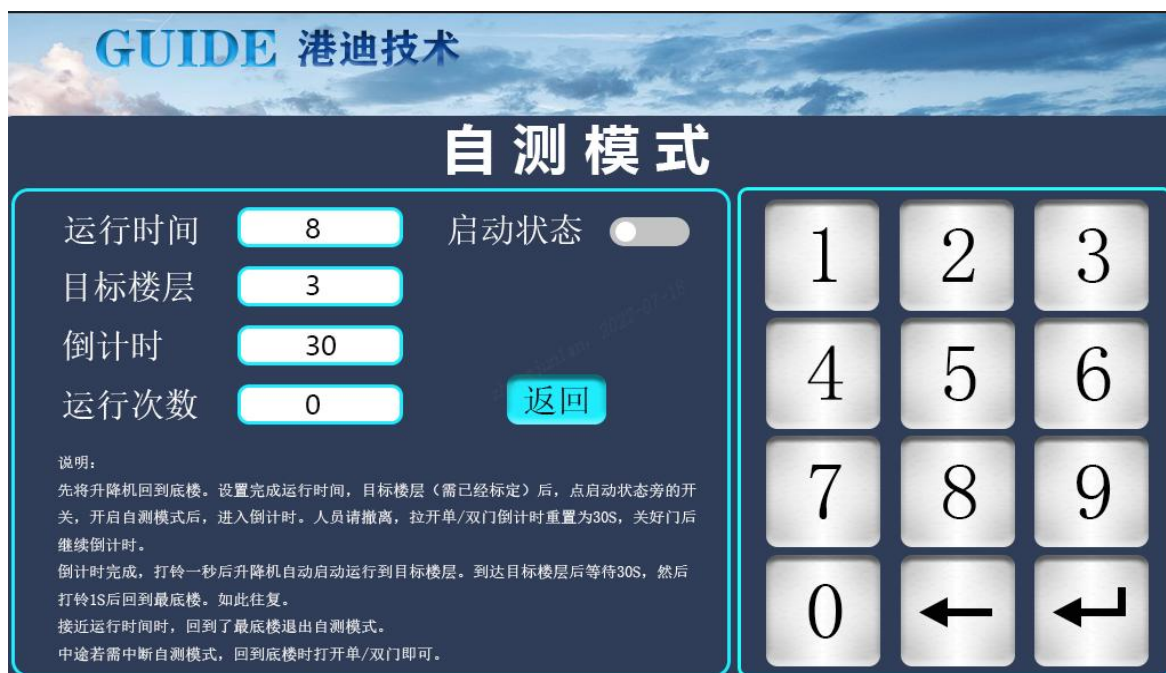 GUIDE 港迪技术
自测模式
运行时间 8 启动状态
目标楼层 3
倒计时 30
运行次数 0 返回
说明：
先将升降机回到底楼。设置完成运行时间，目标楼层（需已经标定）后，点启动状态旁的开
关，开启自测模式后，进入倒计时。人员请撤离，拉开单/双门倒计时重置为30S，关好门后
继续倒计时。
倒计时完成，打铃一秒后升降机自动启动运行到目标楼层。到达目标楼层后等待30S，然后
打铃1S后回到最底楼。如此往复。
接近运行时间时，回到了最底楼退出自测模式。
中途若需中断自测模式，回到底楼时打开单/双门即可。
1 2 3
4 5 6
7 8 9
0